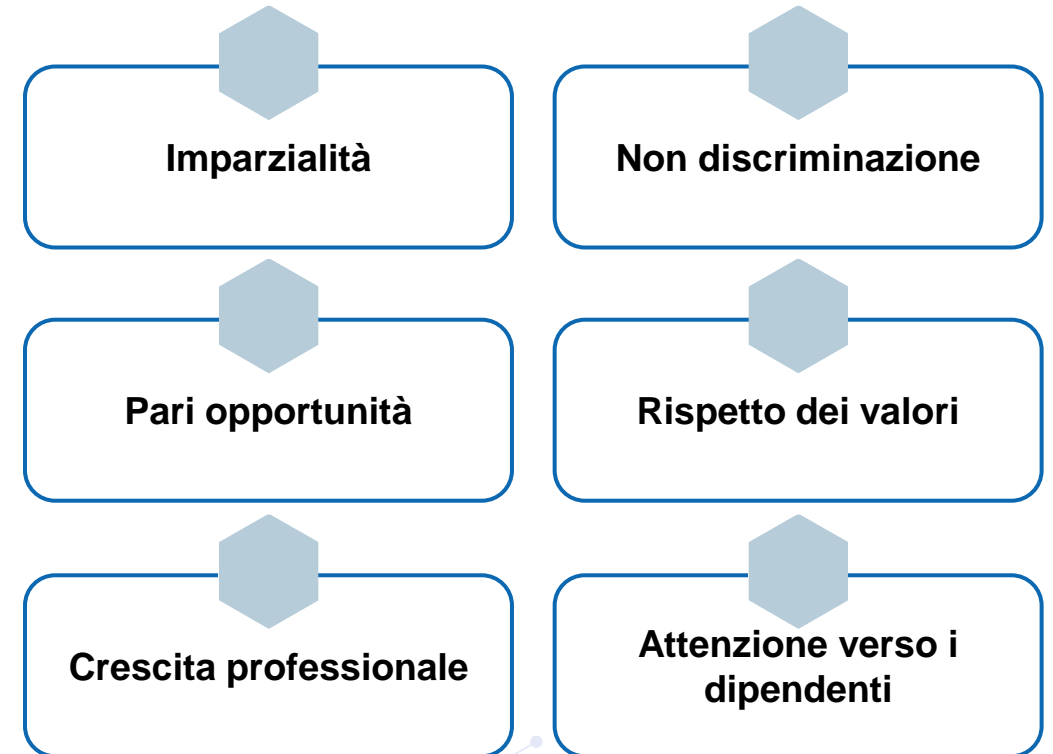 Imparzialità
Non discriminazione
Pari opportunità
Rispetto dei valori
Crescita professionale
Attenzione verso i
dipendenti